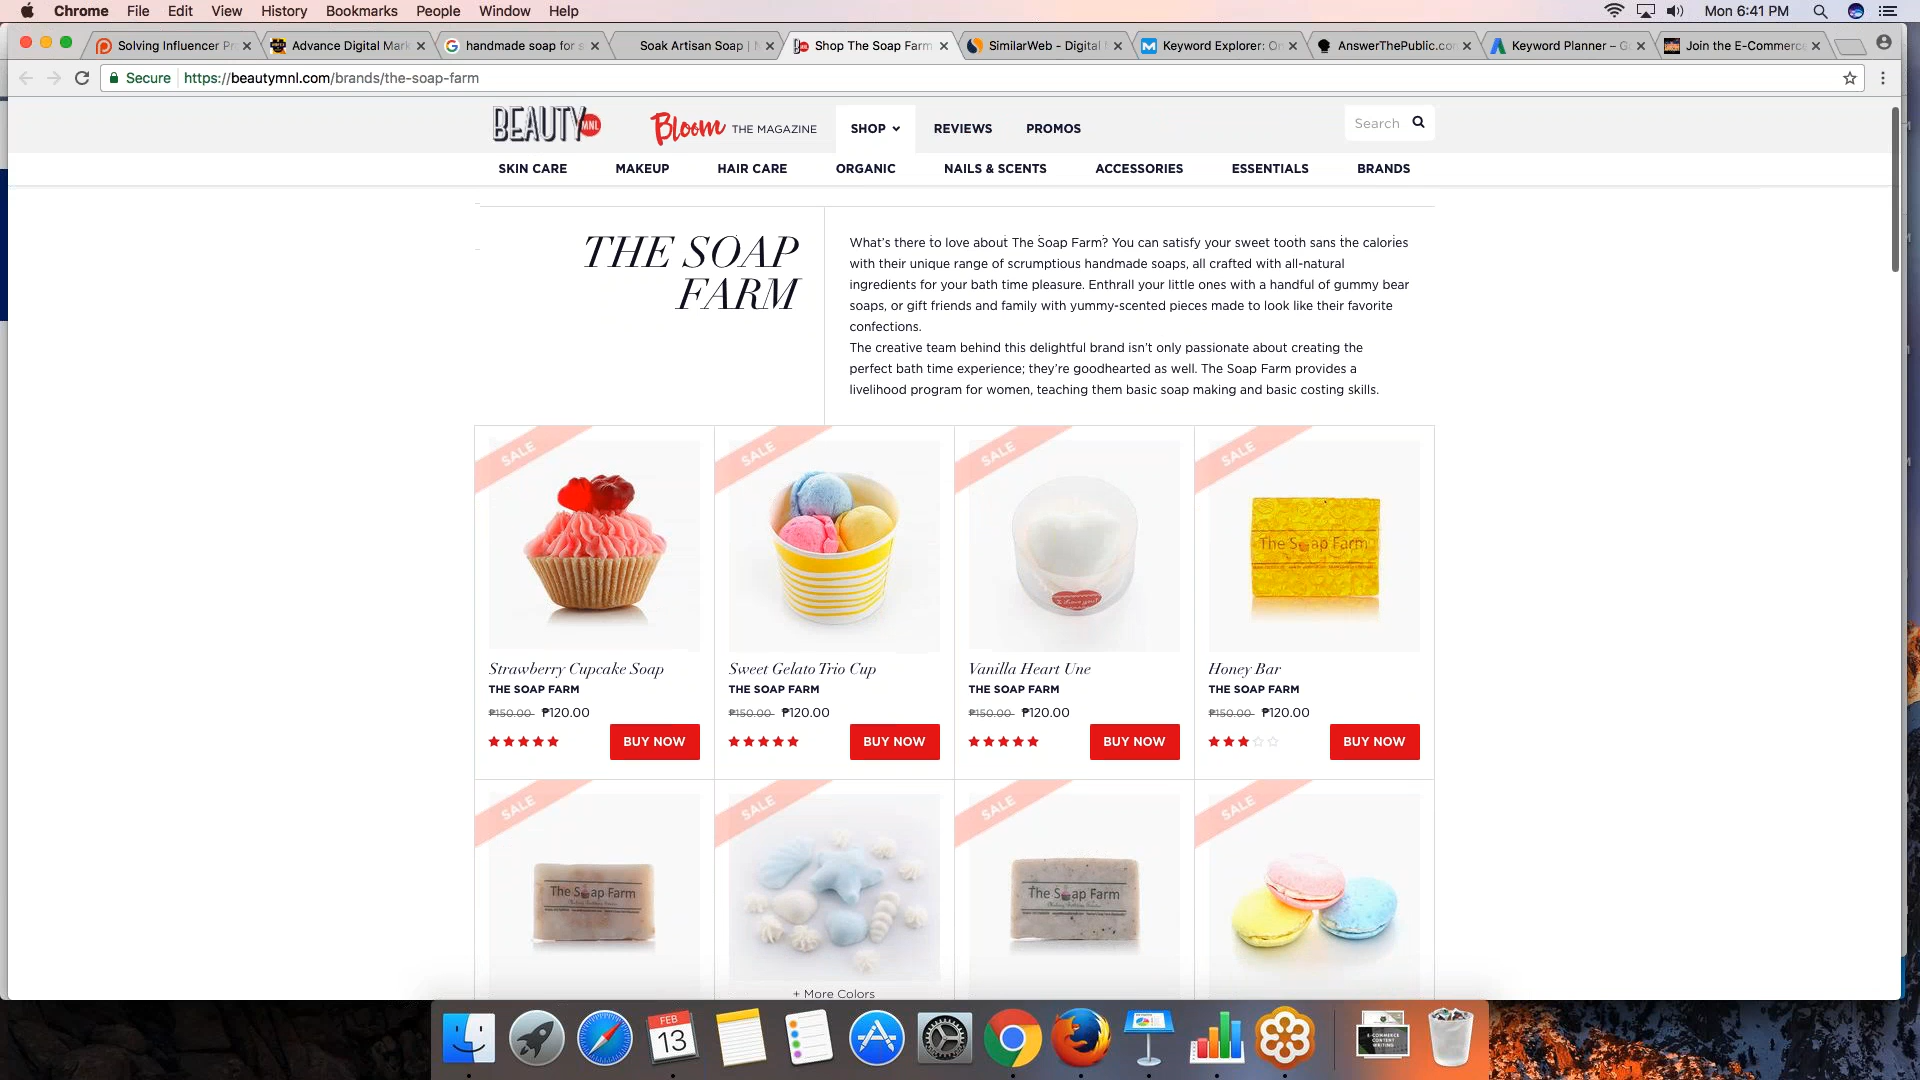 Chrome File Edit View History Bookmarks People Window Help Mon 6:41 PM
Solving Influencer P Advance Digital Mark handmade soap for s Soak Artisan Soap | Shop The Soap Farm SimilarWeb - Digital Keyword Explorer: On AnswerThePublic.co Keyword Planner – G Join the E-Commerc
Secure https://beautymnl.com/brands/the-soap-farm
BEAUTY MNL Bloom THE MAGAZINE SHOP REVIEWS PROMOS Search
SKIN CARE MAKEUP HAIR CARE ORGANIC NAILS & SCENTS ACCESSORIES ESSENTIALS BRANDS
THE SOAP
FARM
What's there to love about The Soap Farm? You can satisfy your sweet tooth sans the calories
with their unique range of scrumptious handmade soaps, all crafted with all-natural
ingredients for your bath time pleasure. Enthrall your little ones with a handful of gummy bear
soaps, or gift friends and family with yummy-scented pieces made to look like their favorite
confections.
The creative team behind this delightful brand isn't only passionate about creating the
perfect bath time experience; they're goodhearted as well. The Soap Farm provides a
livelihood program for women, teaching them basic soap making and basic costing skills.
SALE SALE SALE SALE
The Soap Farm
I love you!
Strawberry Cupcake Soap Sweet Gelato Trio Cup Vanilla Heart Une Honey Bar
THE SOAP FARM THE SOAP FARM THE SOAP FARM THE SOAP FARM
₱150.00 ₱120.00 ₱150.00 ₱120.00 ₱150.00 ₱120.00 ₱150.00 ₱120.00
BUY NOW BUY NOW BUY NOW BUY NOW
SALE SALE SALE SALE
The Soap Farm The Soap Farm
+ More Colors
FEB
13
E-COMMERCE
CONTENT
WRITING